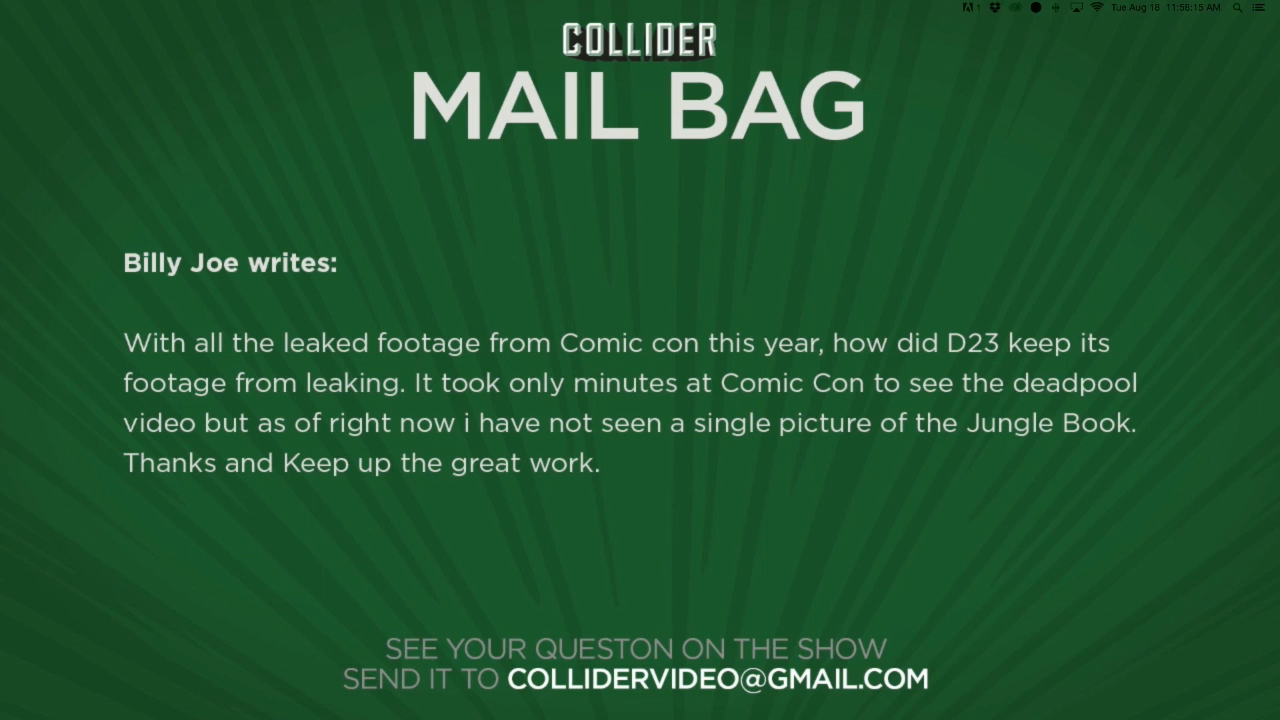 A 1 Tue Aug 18 11:56:15 AM
COLLIDER
MAIL BAG
Billy Joe writes:
With all the leaked footage from Comic con this year, how did D23 keep its
footage from leaking. It took only minutes at Comic Con to see the deadpool
video but as of right now i have not seen a single picture of the Jungle Book.
Thanks and Keep up the great work.
SEE YOUR QUESTON ON THE SHOW
SEND IT TO COLLIDERVIDEO@GMAIL.COM